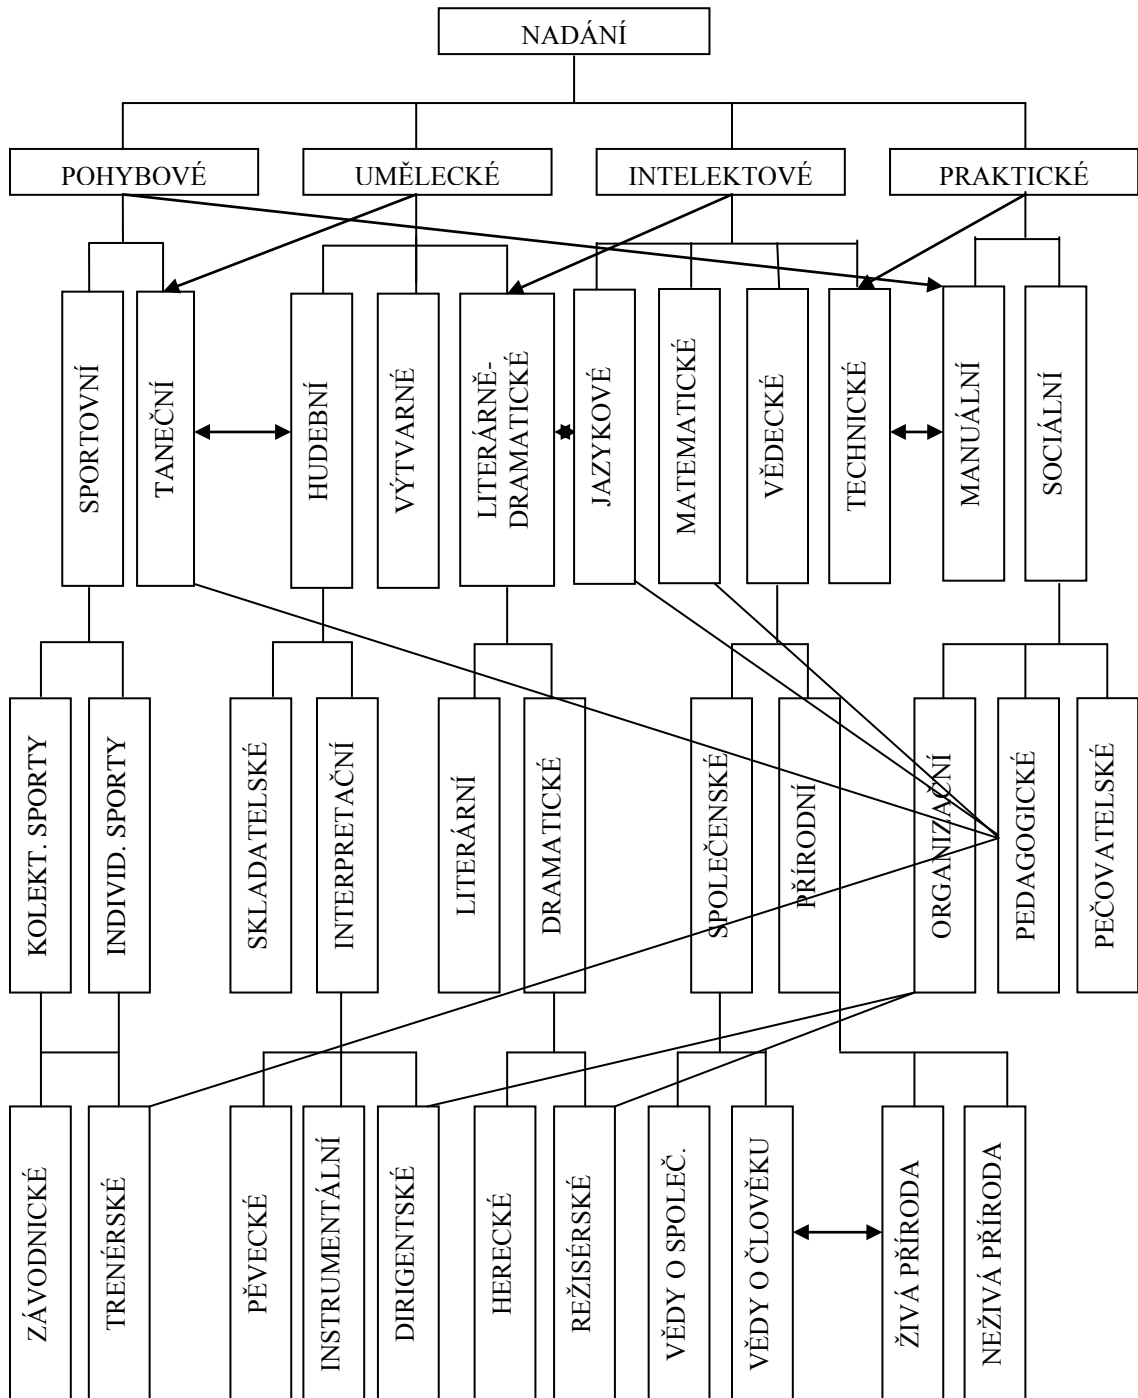 NADÁNÍ
POHYBOVÉ
UMĚLECKÉ
INTELEKTOVÉ
PRAKTICKÉ
SPORTOVNÍ
TANEČNÍ
HUDEBNÍ
VÝTVARNÉ
LITERÁRNĚ-
DRAMATICKÉ
JAZYKOVÉ
MATEMATICKÉ
VĚDECKÉ
TECHNICKÉ
MANUÁLNÍ
SOCIÁLNÍ
KOLEKT. SPORTY
INDIVID. SPORTY
SKLADATELSKÉ
INTERPRETAČNÍ
LITERÁRNÍ
DRAMATICKÉ
SPOLEČENSKÉ
PŘÍRODNÍ
ORGANIZAČNÍ
PEDAGOGICKÉ
PEČOVATELSKÉ
ZÁVODNICKÉ
TRENÉRSKÉ
PĚVECKÉ
INSTRUMENTÁLNÍ
DIRIGENTSKÉ
HERECKÉ
REŽISÉRSKÉ
VĚDY O SPOLEČ.
VĚDY O ČLOVĚKU
ŽIVÁ PŘÍRODA
NEŽIVÁ PŘÍRODA